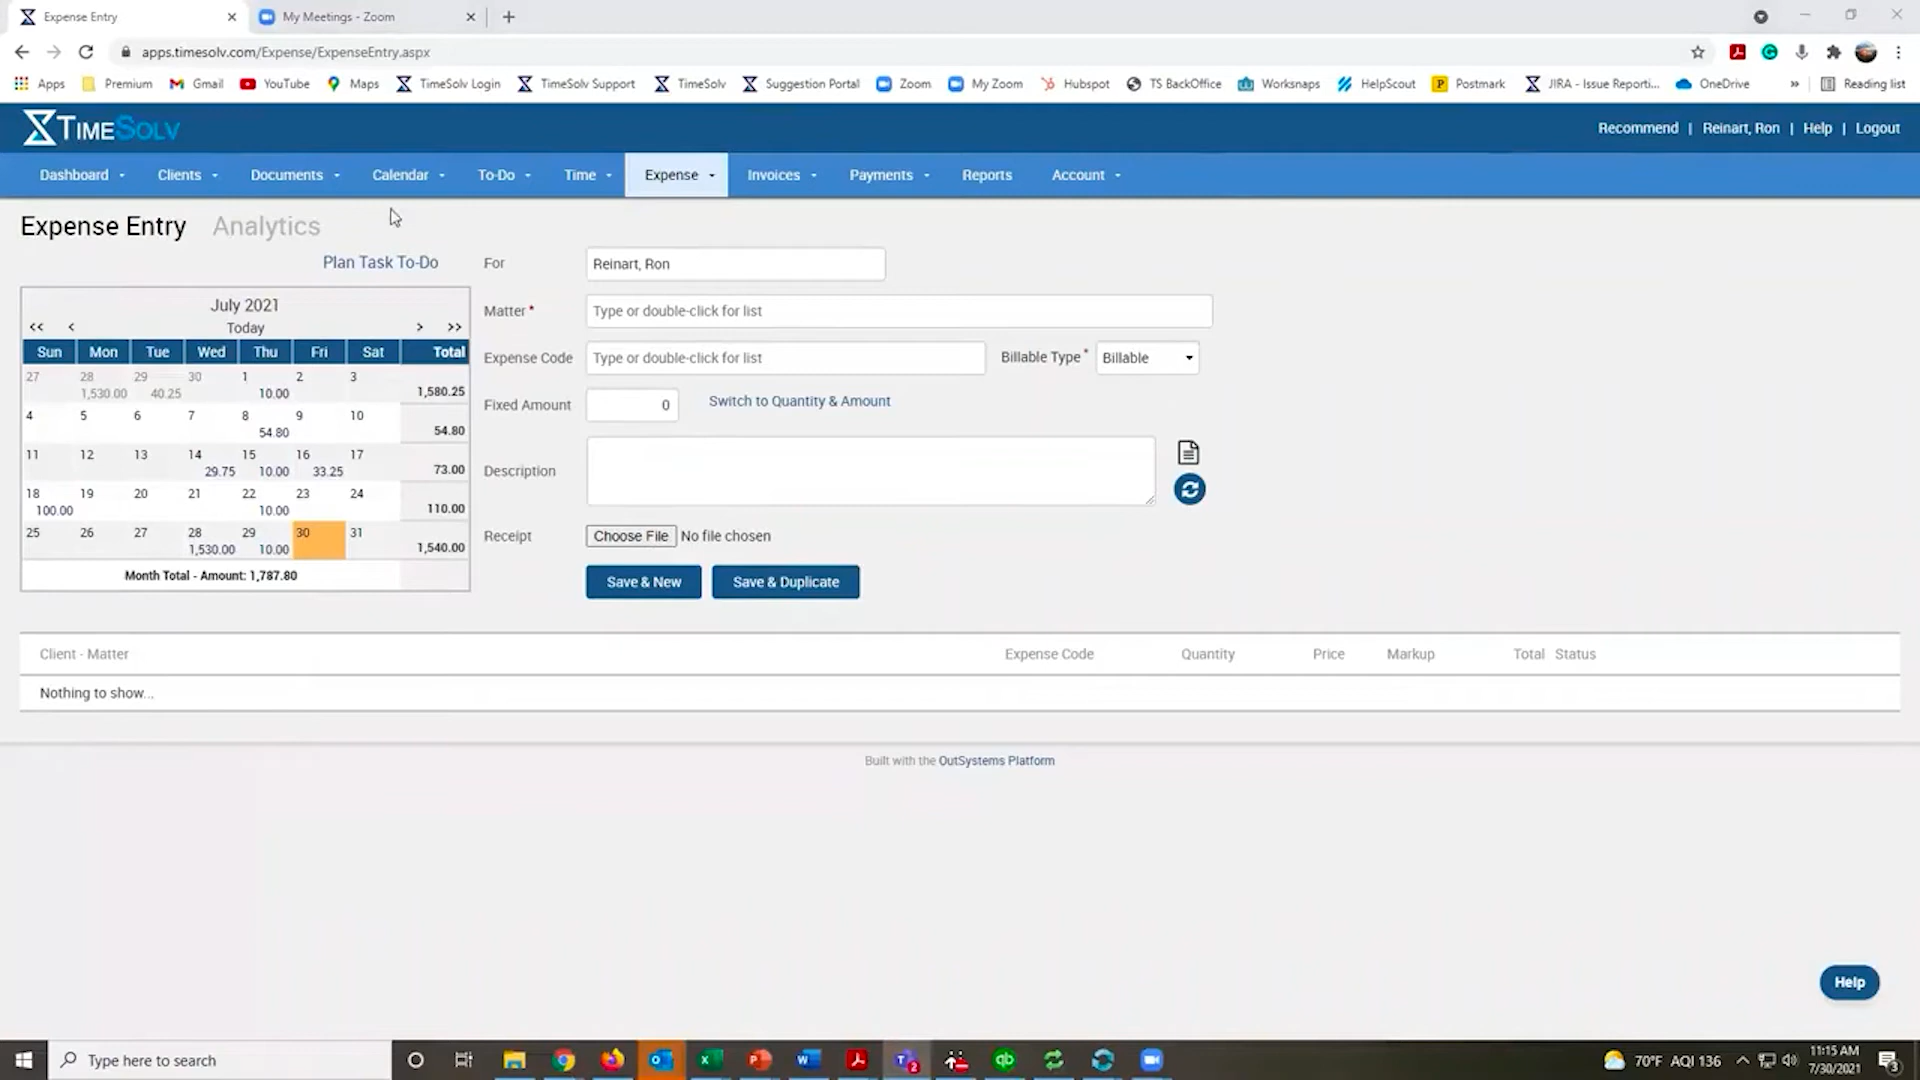 Expense Entry
My Meetings - Zoom
apps.timesolv.com/Expense/ExpenseEntry.aspx
Apps Premium Gmail YouTube Maps TimeSolv Login TimeSolv Support TimeSolv Suggestion Portal Zoom My Zoom Hubspot TS BackOffice Worksnaps HelpScout Postmark JIRA - Issue Reporti... OneDrive » Reading list
TIMESOLV
Recommend | Reinart, Ron | Help | Logout
Dashboard Clients Documents Calendar To-Do Time Expense Invoices Payments Reports Account
Expense Entry Analytics
Plan Task To-Do
July 2021
<< < Today > >>
Sun Mon Tue Wed Thu Fri Sat Total
27 28 29 30 1 2 3
1,530.00 40.25 10.00 1,580.25
4 5 6 7 8 9 10
54.80 54.80
11 12 13 14 15 16 17
29.75 10.00 33.25 73.00
18 19 20 21 22 23 24
100.00 10.00 110.00
25 26 27 28 29 30 31
1,530.00 10.00 1,540.00
Month Total - Amount: 1,787.80
For Reinart, Ron
Matter * Type or double-click for list
Expense Code Type or double-click for list Billable Type * Billable
Fixed Amount 0 Switch to Quantity & Amount
Description
Receipt Choose File No file chosen
Save & New Save & Duplicate
Client - Matter Expense Code Quantity Price Markup Total Status
Nothing to show...
Built with the OutSystems Platform
Help
Type here to search
2
70°F AQI 136
11:15 AM
7/30/2021
3